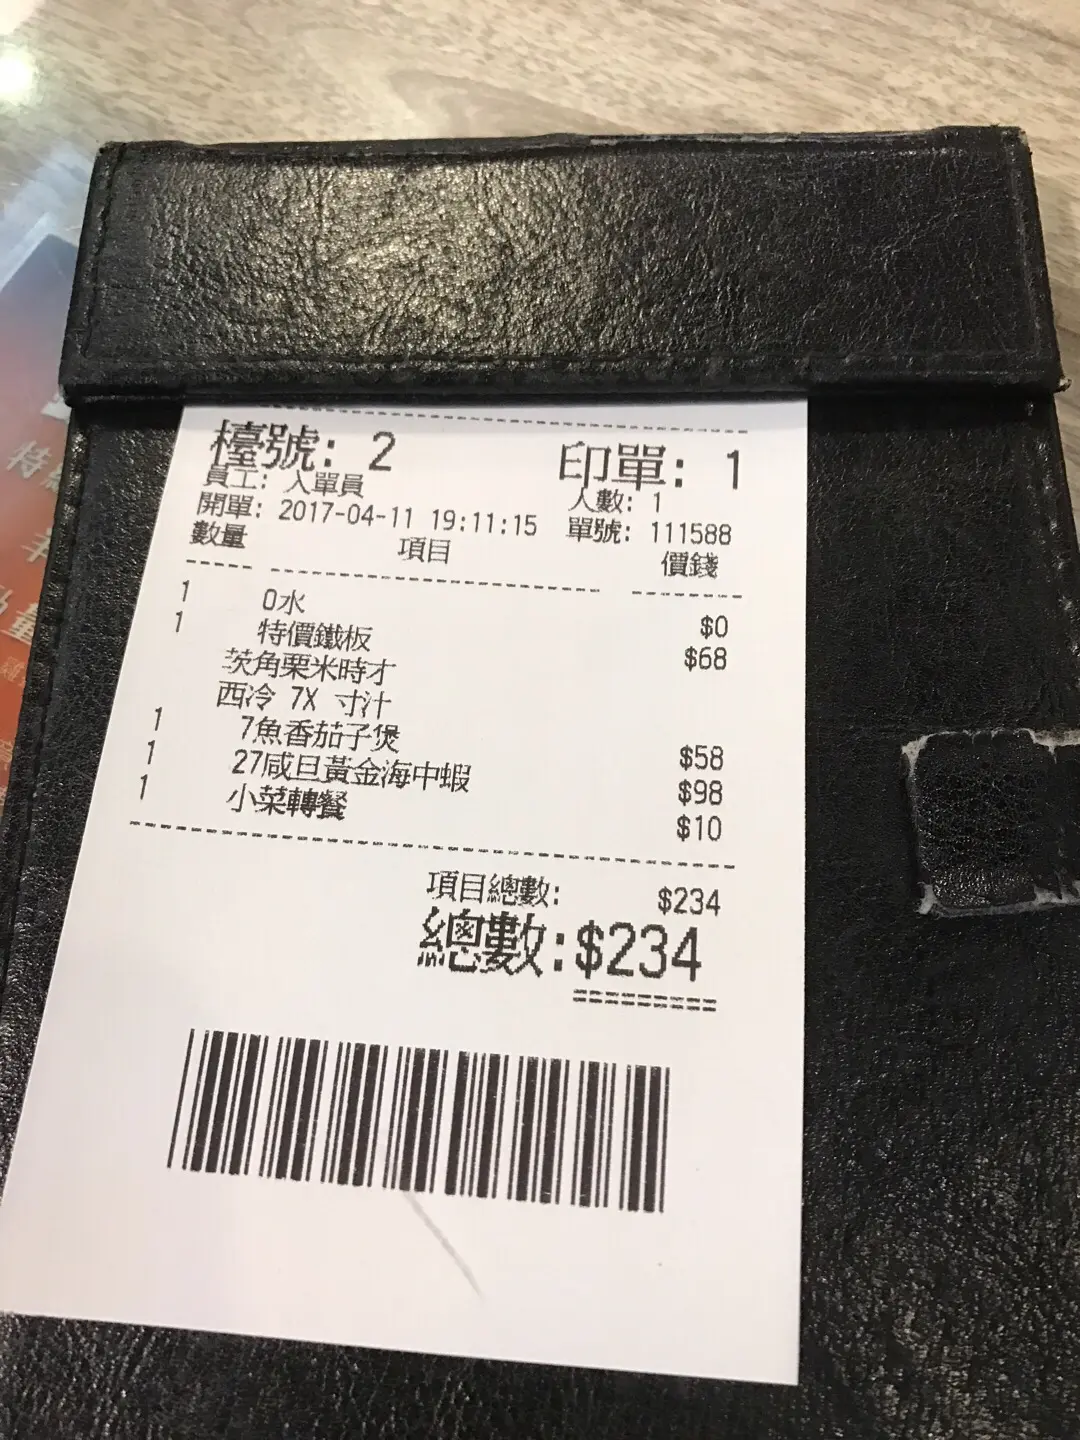 檯號: 2 印單: 1
員工: 入單員 人數: 1
開單: 2017-04-11 19:11:15 單號: 111588
數量 項目 價錢
1 0水 $0
1 特價鐵板 $68
茨角粟米時才
西冷 7X 寸汁
1 7魚香茄子煲 $58
1 27咸旦黃金海中蝦 $98
1 小菜轉餐 $10
項目總數: $234
總數:$234
特